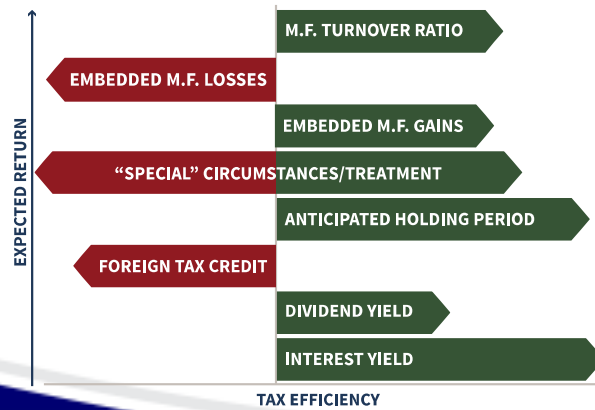 M.F. TURNOVER RATIO
EMBEDDED M.F. LOSSES
EMBEDDED M.F. GAINS
“SPECIAL” CIRCUMSTANCES/TREATMENT
ANTICIPATED HOLDING PERIOD
FOREIGN TAX CREDIT
DIVIDEND YIELD
INTEREST YIELD
EXPECTED RETURN
TAX EFFICIENCY